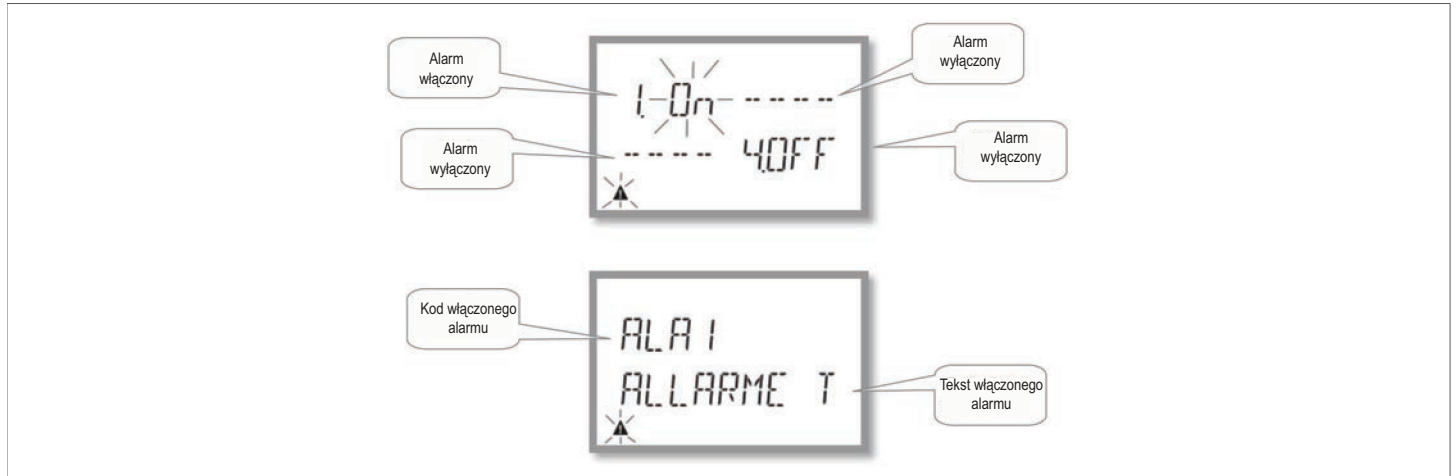 Alarm
włączony
Alarm
wyłączony
1. On - - - -
Alarm
wyłączony
- - - - 4.OFF
Alarm
wyłączony
Kod włączonego
alarmu
ALA1
ALLARME T
Tekst włączonego
alarmu